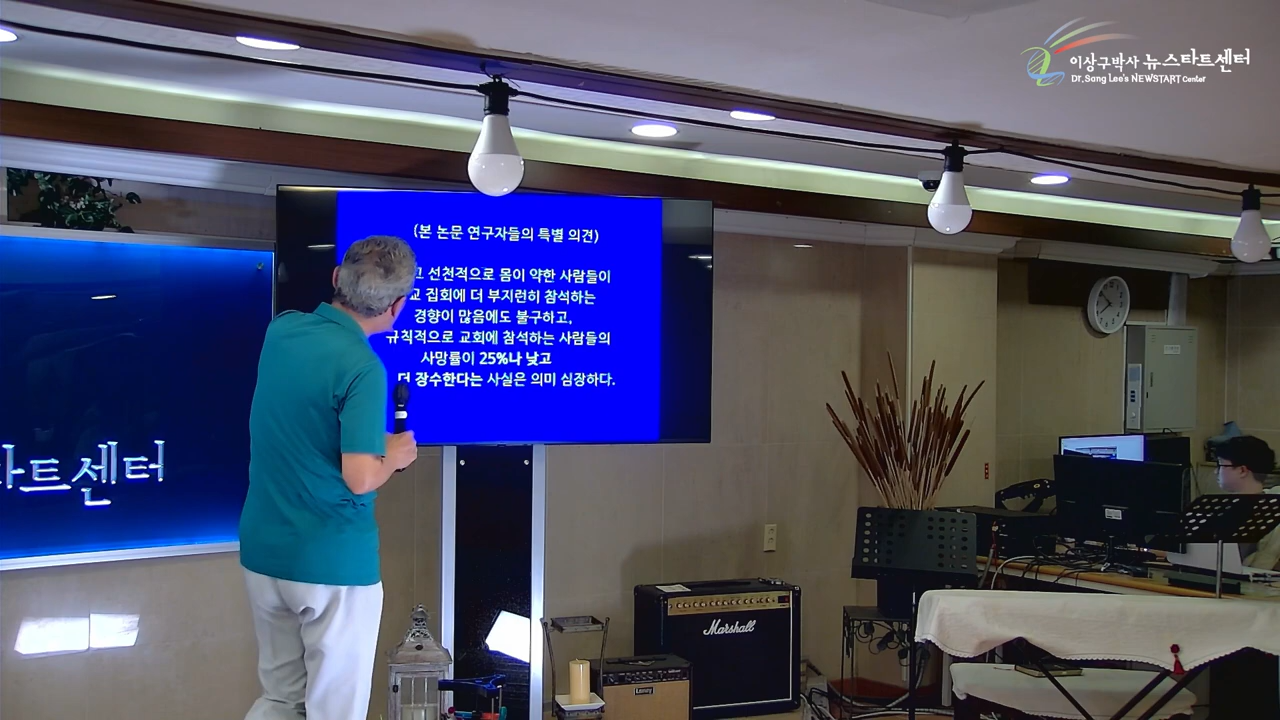 이상구박사 뉴스타트센터
Dr. Sang Lee's NEWSTART Center
(본 논문 연구자들의 특별 의견)
선천적으로 몸이 약한 사람들이
집회에 더 부지런히 참석하는
경향이 많음에도 불구하고,
규칙적으로 교회에 참석하는 사람들의
사망률이 25%나 낮고
더 장수한다는 사실은 의미 심장하다.
타트센터
Marshall
Laney